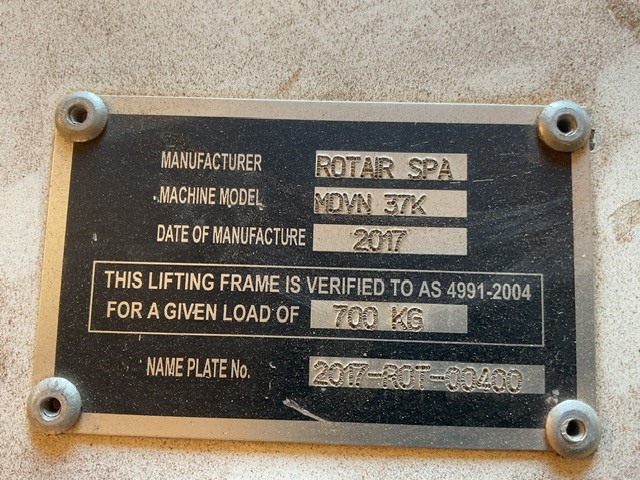 MANUFACTURER ROTAIR SPA
MACHINE MODEL MDVN 37K
DATE OF MANUFACTURE 2017
THIS LIFTING FRAME IS VERIFIED TO AS 4991-2004
FOR A GIVEN LOAD OF 700 KG
NAME PLATE No. 2017-ROT-00400